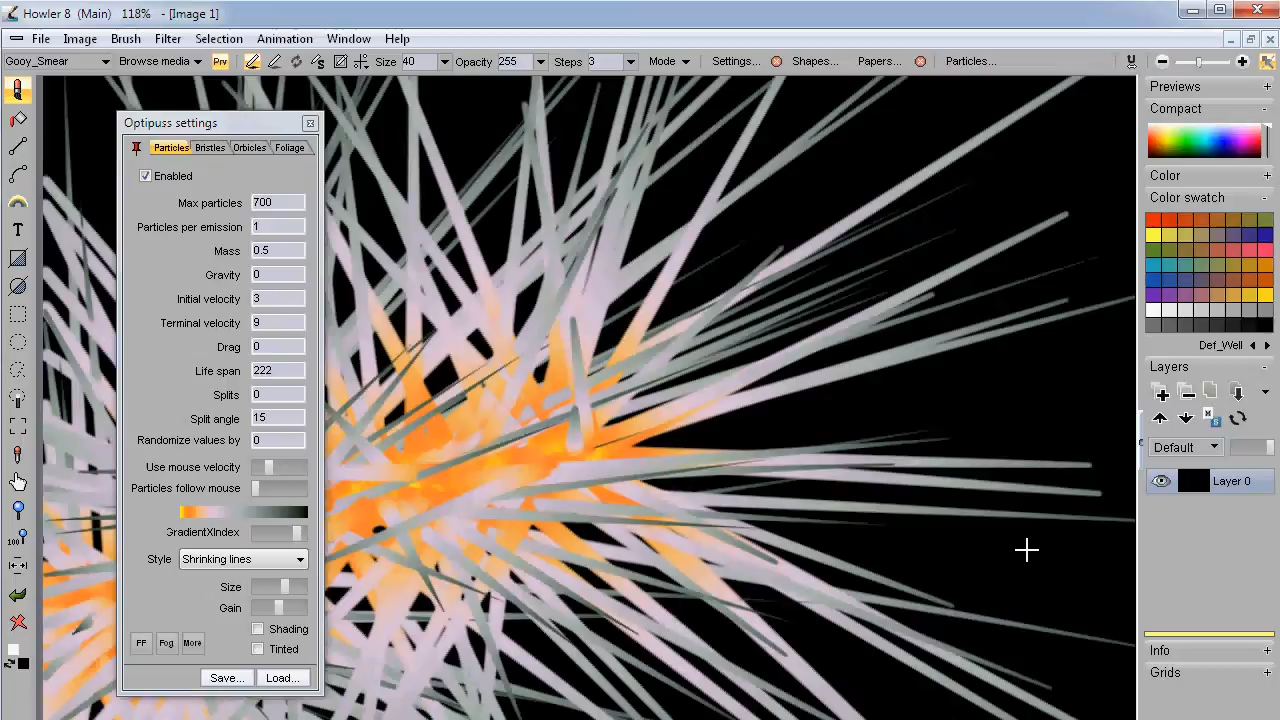 Howler 8 (Main) 118% - [Image 1]
File Image Brush Filter Selection Animation Window Help
Gooy_Smear Browse media Prv Size 40 Opacity 255 Steps 3 Mode Settings... Shapes... Papers... Particles...
Optipuss settings
Particles Bristles Orbicles Foliage
Enabled
Max particles 700
Particles per emission 1
Mass 0.5
Gravity 0
Initial velocity 3
Terminal velocity 9
Drag 0
Life span 222
Splits 0
Split angle 15
Randomize values by 0
Use mouse velocity
Particles follow mouse
GradientXIndex
Style Shrinking lines
Size
Gain
Shading
Tinted
FF Fog More
Save... Load...
T
100
Previews +
Compact -
Color +
Color swatch -
Def_Well
Layers -
Default
Layer 0
Info +
Grids +